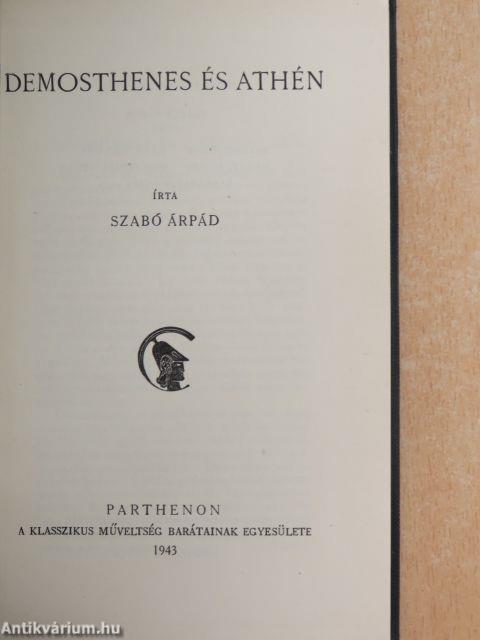 DEMOSTHENES ÉS ATHÉN
ÍRTA
SZABÓ ÁRPÁD
PARTHENON
A KLASSZIKUS MŰVELTSÉG BARÁTAINAK EGYESÜLETE
1943
Antikvárium.hu